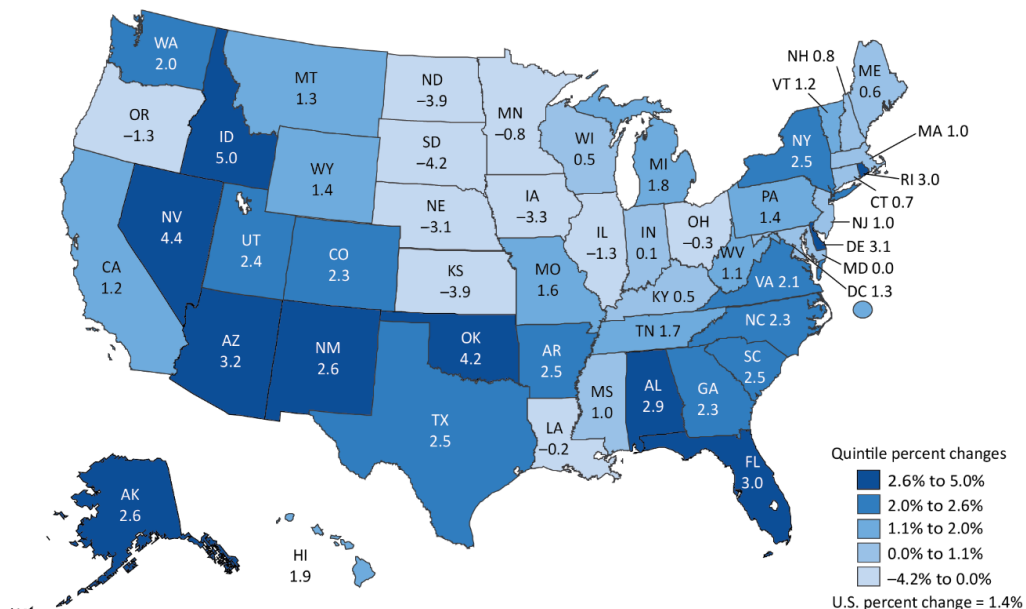 WA
2.0
MT
1.3
ND
−3.9
MN
−0.8
NH 0.8
VT 1.2
ME
0.6
OR
−1.3
ID
5.0
SD
−4.2
WI
0.5
MI
1.8
NY
2.5
MA 1.0
RI 3.0
CT 0.7
WY
1.4
NE
−3.1
IA
−3.3
PA
1.4
NJ 1.0
NV
4.4
UT
2.4
CO
2.3
IL
−1.3
IN
0.1
OH
−0.3
WV
1.1
DE 3.1
MD 0.0
DC 1.3
CA
1.2
KS
−3.9
MO
1.6
KY 0.5
VA 2.1
AZ
3.2
NM
2.6
OK
4.2
AR
2.5
TN 1.7
NC 2.3
SC
2.5
TX
2.5
LA
−0.2
MS
1.0
AL
2.9
GA
2.3
FL
3.0
AK
2.6
HI
1.9
Quintile percent changes
2.6% to 5.0%
2.0% to 2.6%
1.1% to 2.0%
0.0% to 1.1%
−4.2% to 0.0%
U.S. percent change = 1.4%